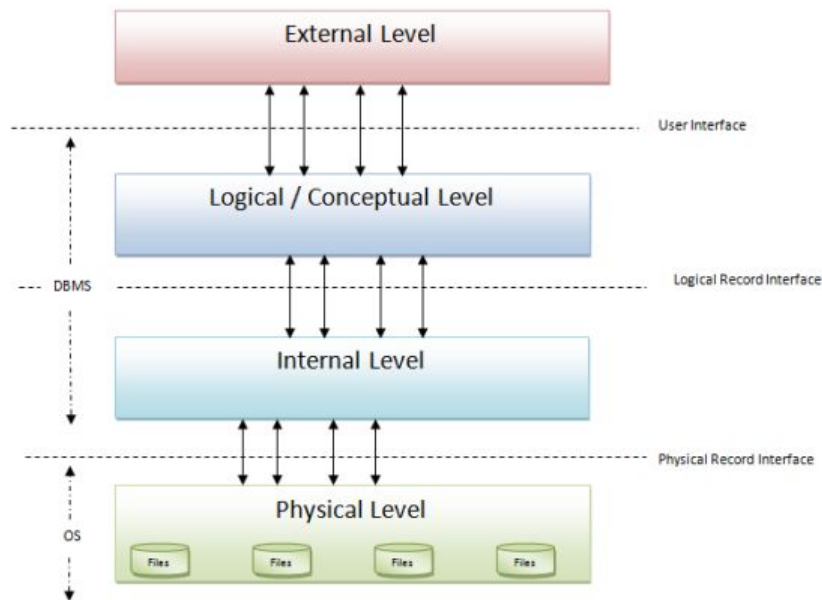 External Level
User Interface
Logical / Conceptual Level
DBMS
Logical Record Interface
Internal Level
Physical Record Interface
Physical Level
OS
Files
Files
Files
Files